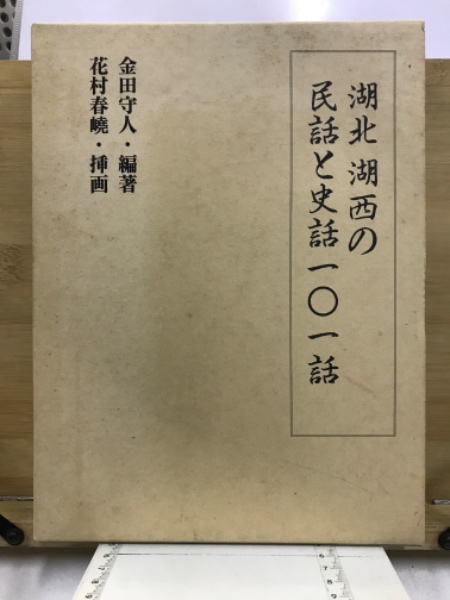 湖北 湖西の
民話と史話一〇一話
金田守人・編著
花村春嶢・挿画